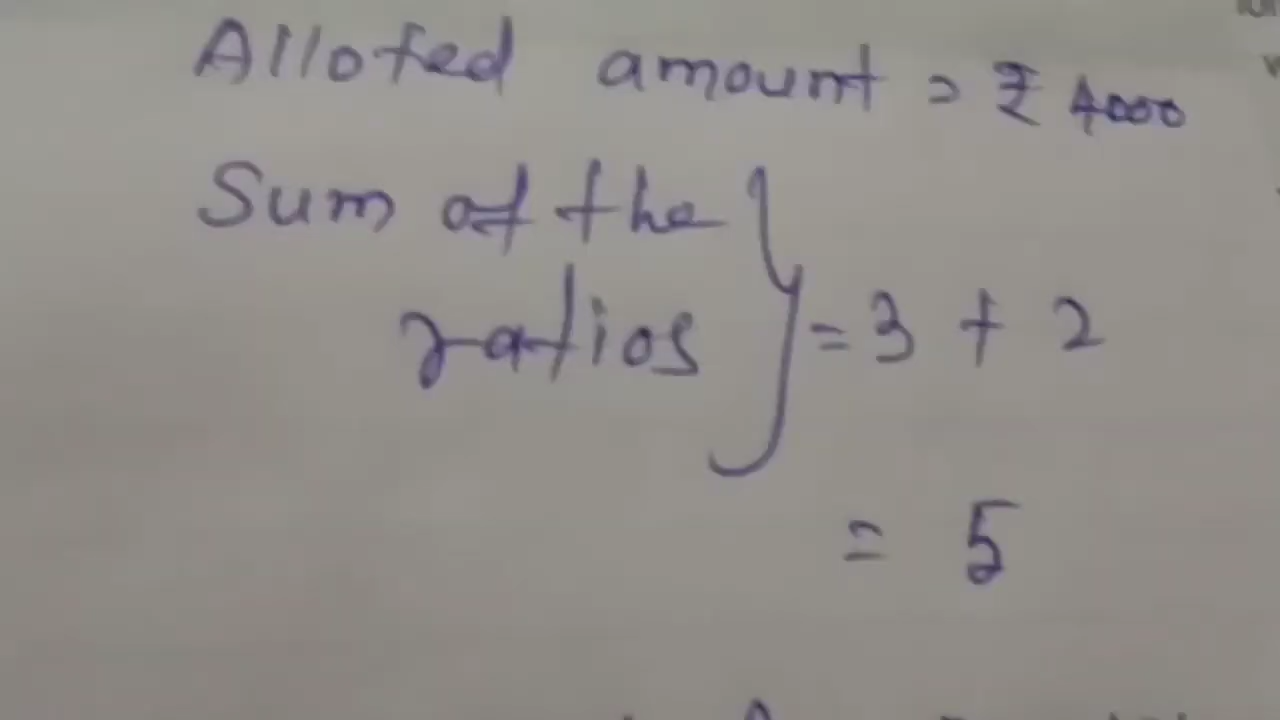 Alloted amount = ₹ 4000
Sum of the
ratios } = 3 + 2
= 5